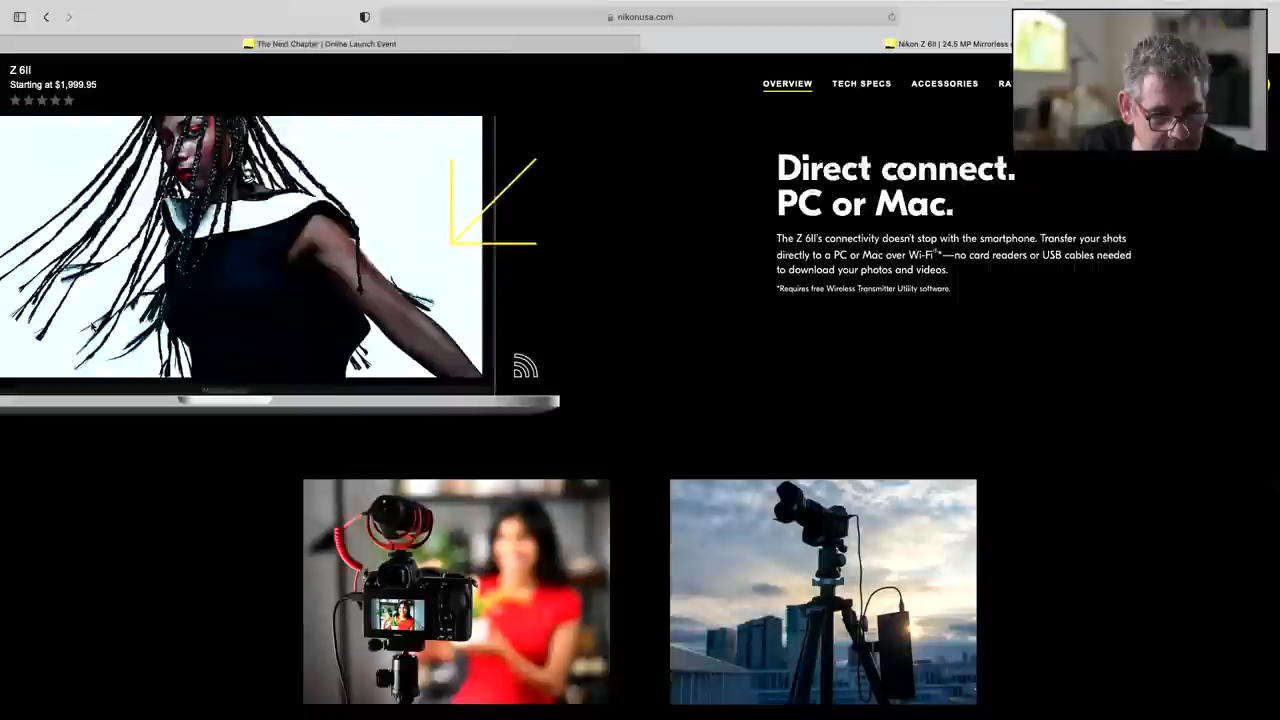 nikonusa.com
The Next Chapter | Online Launch Event
Nikon Z 6II | 24.5 MP Mirrorless
Z 6II
Starting at $1,999.95
OVERVIEW
TECH SPECS
ACCESSORIES
RA
Direct connect.
PC or Mac.
The Z 6II's connectivity doesn't stop with the smartphone. Transfer your shots
directly to a PC or Mac over Wi-Fi®*—no card readers or USB cables needed
to download your photos and videos.
*Requires free Wireless Transmitter Utility software.